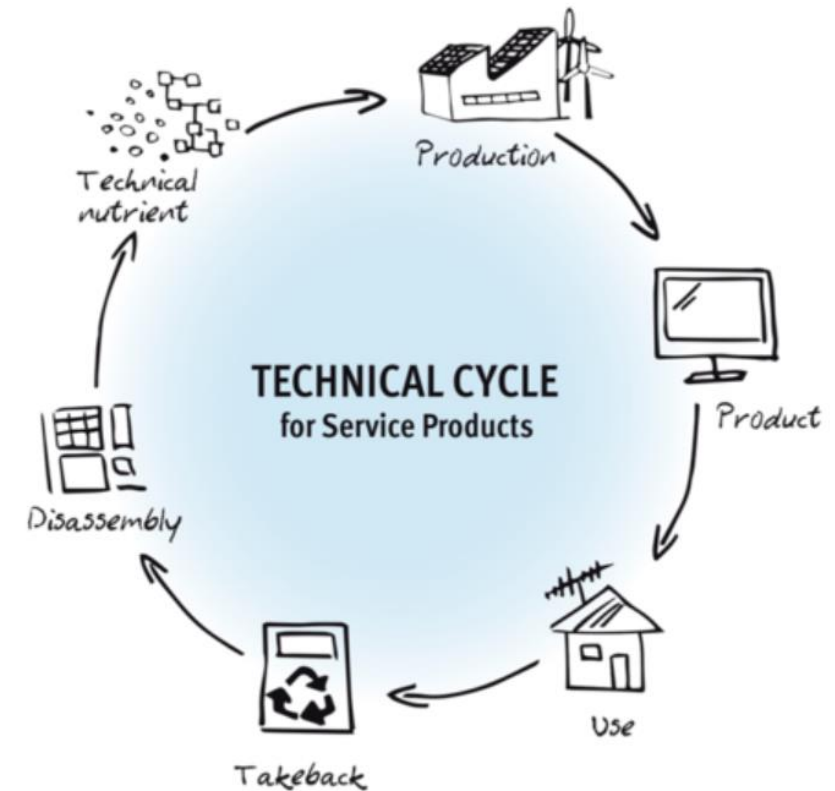 Production
Technical
nutrient
TECHNICAL CYCLE
for Service Products
Product
Disassembly
Use
Takeback